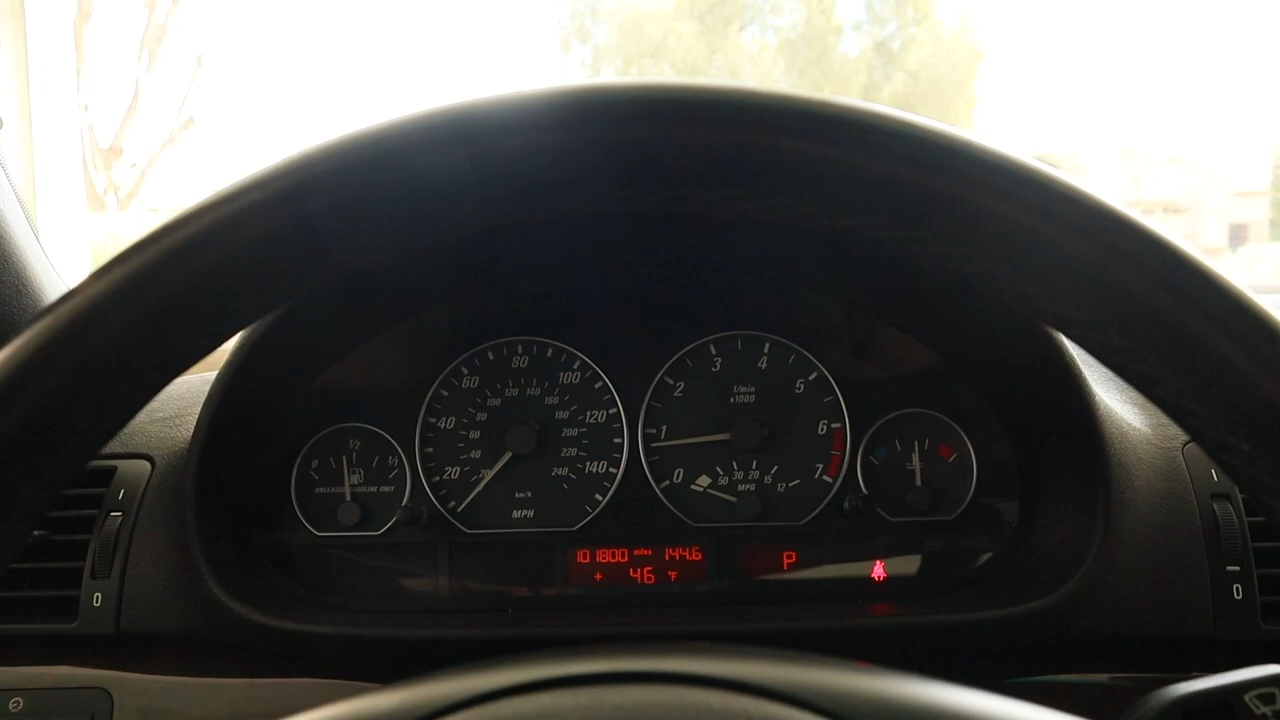 0 1/2 1/1
UNLEADED GASOLINE ONLY
20 40 60 80 100 120 140
20 40 60 80 100 120 140 160 180 200 220 240
km/h
MPH
0 1 2 3 4 5 6 7
1/min
x1000
50 30 20 15 12
MPG
101800 miles 144.6
+ 46 °F
P
I
0
I
0